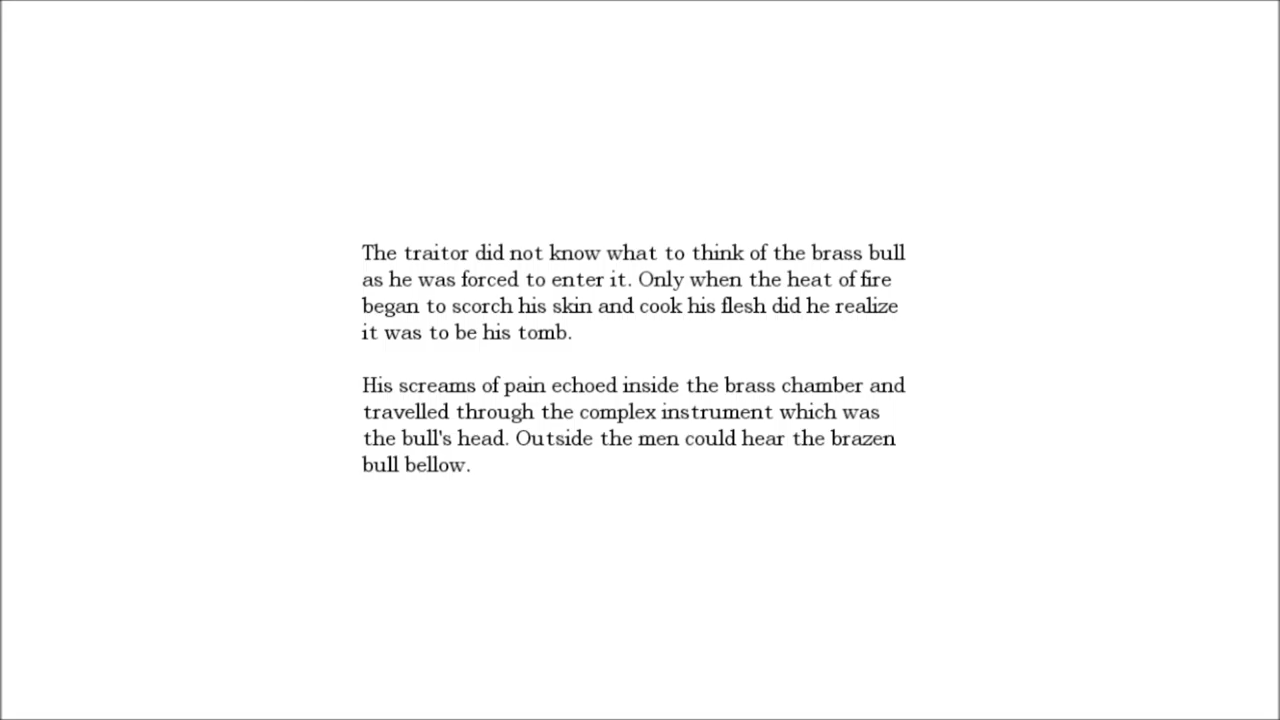 The traitor did not know what to think of the brass bull
as he was forced to enter it. Only when the heat of fire
began to scorch his skin and cook his flesh did he realize
it was to be his tomb.

His screams of pain echoed inside the brass chamber and
travelled through the complex instrument which was
the bull's head. Outside the men could hear the brazen
bull bellow.